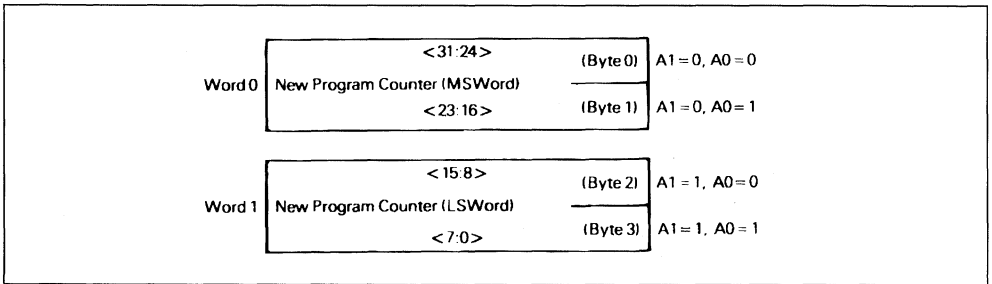 <31:24>
(Byte 0) A1=0, A0=0
Word 0 New Program Counter (MSWord)
<23:16> (Byte 1) A1=0, A0=1
<15:8>
(Byte 2) A1=1, A0=0
Word 1 New Program Counter (LSWord)
<7:0> (Byte 3) A1=1, A0=1